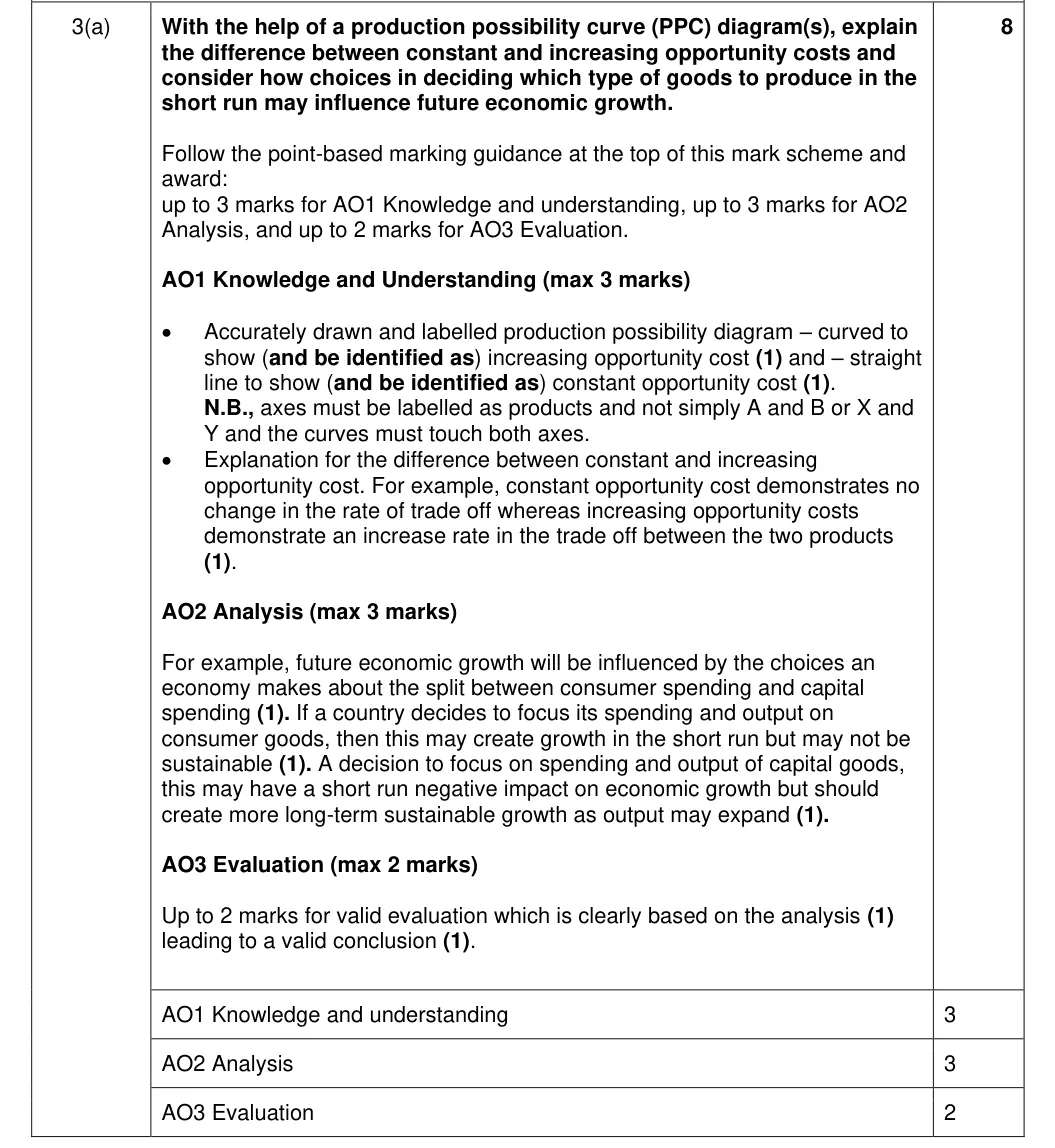 3(a)
With the help of a production possibility curve (PPC) diagram(s), explain
the difference between constant and increasing opportunity costs and
consider how choices in deciding which type of goods to produce in the
short run may influence future economic growth.
8
Follow the point-based marking guidance at the top of this mark scheme and
award:
up to 3 marks for AO1 Knowledge and understanding, up to 3 marks for AO2
Analysis, and up to 2 marks for AO3 Evaluation.
AO1 Knowledge and Understanding (max 3 marks)
• Accurately drawn and labelled production possibility diagram – curved to
show (and be identified as) increasing opportunity cost (1) and – straight
line to show (and be identified as) constant opportunity cost (1).
N.B., axes must be labelled as products and not simply A and B or X and
Y and the curves must touch both axes.
• Explanation for the difference between constant and increasing
opportunity cost. For example, constant opportunity cost demonstrates no
change in the rate of trade off whereas increasing opportunity costs
demonstrate an increase rate in the trade off between the two products
(1).
AO2 Analysis (max 3 marks)
For example, future economic growth will be influenced by the choices an
economy makes about the split between consumer spending and capital
spending (1). If a country decides to focus its spending and output on
consumer goods, then this may create growth in the short run but may not be
sustainable (1). A decision to focus on spending and output of capital goods,
this may have a short run negative impact on economic growth but should
create more long-term sustainable growth as output may expand (1).
AO3 Evaluation (max 2 marks)
Up to 2 marks for valid evaluation which is clearly based on the analysis (1)
leading to a valid conclusion (1).
AO1 Knowledge and understanding 3
AO2 Analysis 3
AO3 Evaluation 2